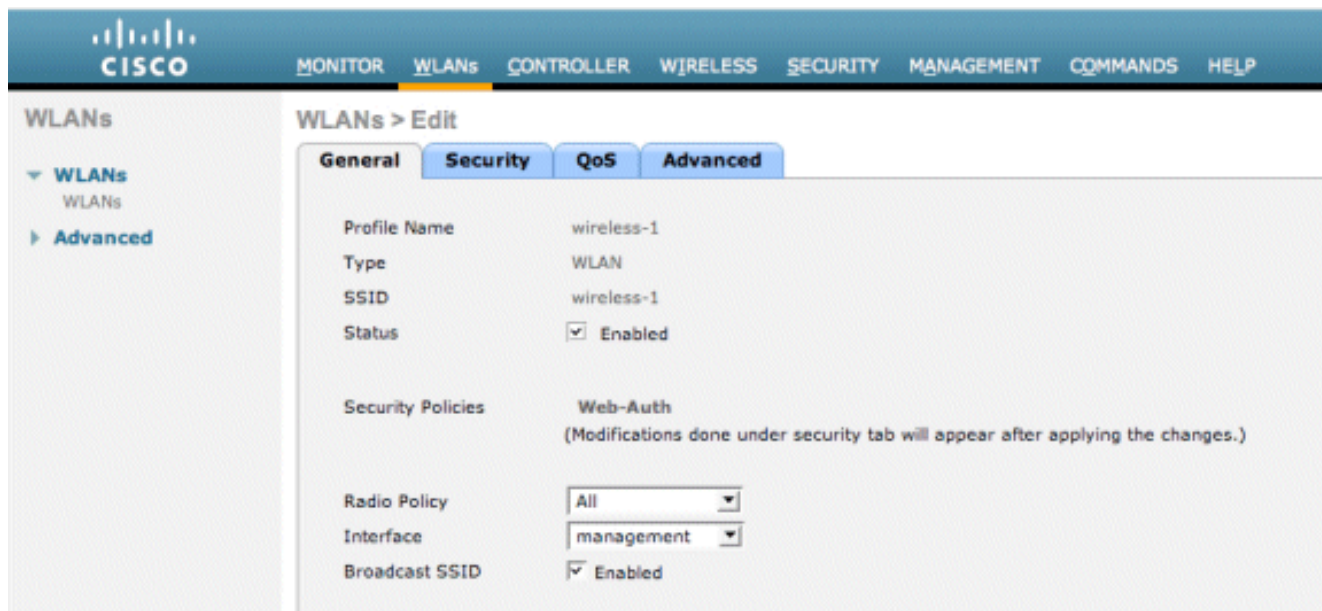 CISCO
MONITOR WLANs CONTROLLER WIRELESS SECURITY MANAGEMENT COMMANDS HELP
WLANs
WLANs
WLANs
Advanced
WLANs > Edit
General Security QoS Advanced
Profile Name wireless-1
Type WLAN
SSID wireless-1
Status Enabled
Security Policies Web-Auth
(Modifications done under security tab will appear after applying the changes.)
Radio Policy All
Interface management
Broadcast SSID Enabled